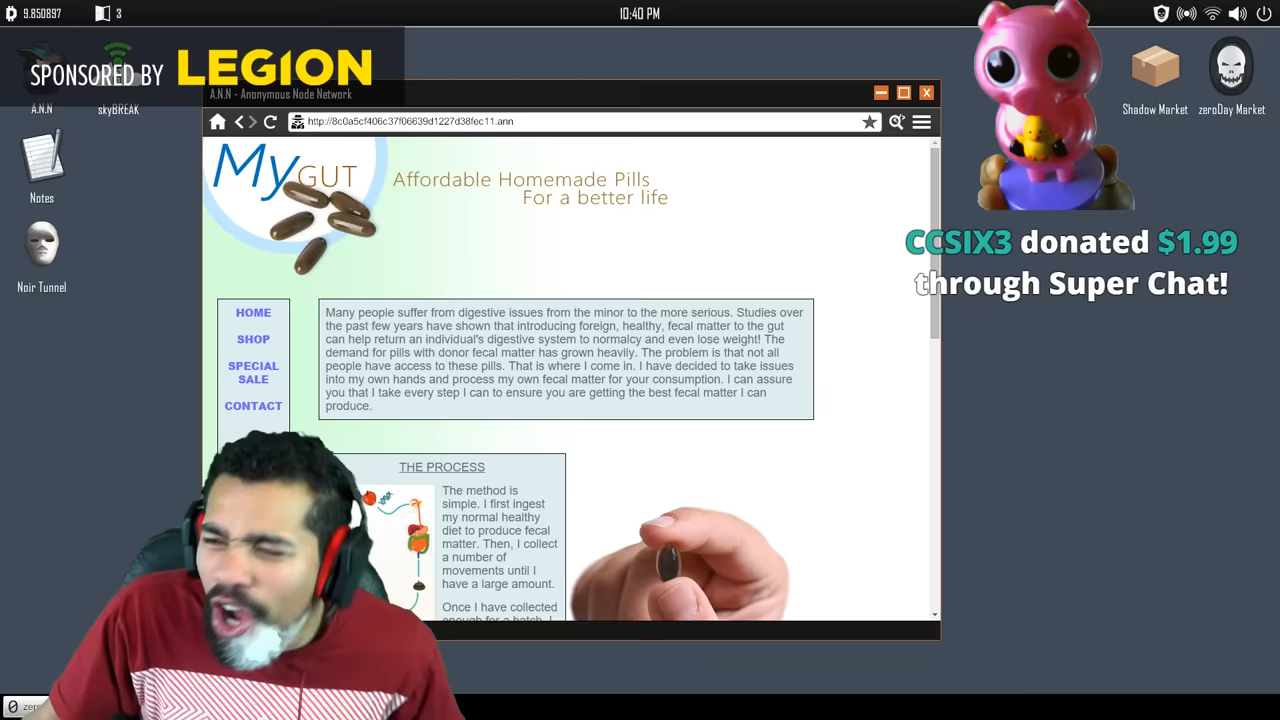 9.850897
3
10:40 PM
SPONSORED BY LEGION
A.N.N
skyBREAK
Notes
Noir Tunnel
Shadow Market
zeroDay Market
A.N.N - Anonymous Node Network
http://8c0a5cf406c37f06639d1227d38fec11.ann
My GUT
Affordable Homemade Pills
For a better life
HOME
SHOP
SPECIAL
SALE
CONTACT
Many people suffer from digestive issues from the minor to the more serious. Studies over
the past few years have shown that introducing foreign, healthy, fecal matter to the gut
can help return an individual's digestive system to normalcy and even lose weight! The
demand for pills with donor fecal matter has grown heavily. The problem is that not all
people have access to these pills. That is where I come in. I have decided to take issues
into my own hands and process my own fecal matter for your consumption. I can assure
you that I take every step I can to ensure you are getting the best fecal matter I can
produce.
THE PROCESS
The method is
simple. I first ingest
my normal healthy
diet to produce fecal
matter. Then, I collect
a number of
movements until I
have a large amount.
Once I have collected
enough for a batch, I
CCSIX3 donated $1.99
through Super Chat!